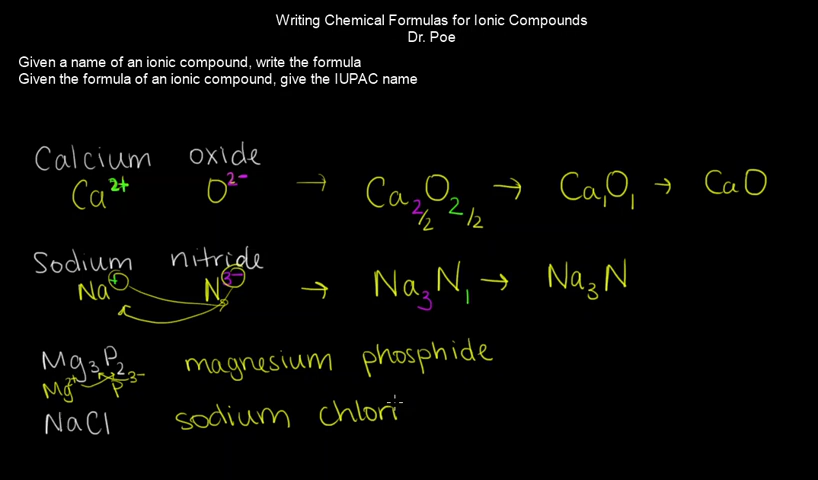 Writing Chemical Formulas for Ionic Compounds
Dr. Poe
Given a name of an ionic compound, write the formula
Given the formula of an ionic compound, give the IUPAC name
Calcium oxide
Ca²⁺ O²⁻ → Ca₂/₂O₂/₂ → Ca₁O₁ → CaO
Sodium nitride
Na⁺ N³⁻ → Na₃N₁ → Na₃N
Mg₃P₂ magnesium phosphide
Mg²⁺ P³⁻
NaCl sodium chlori